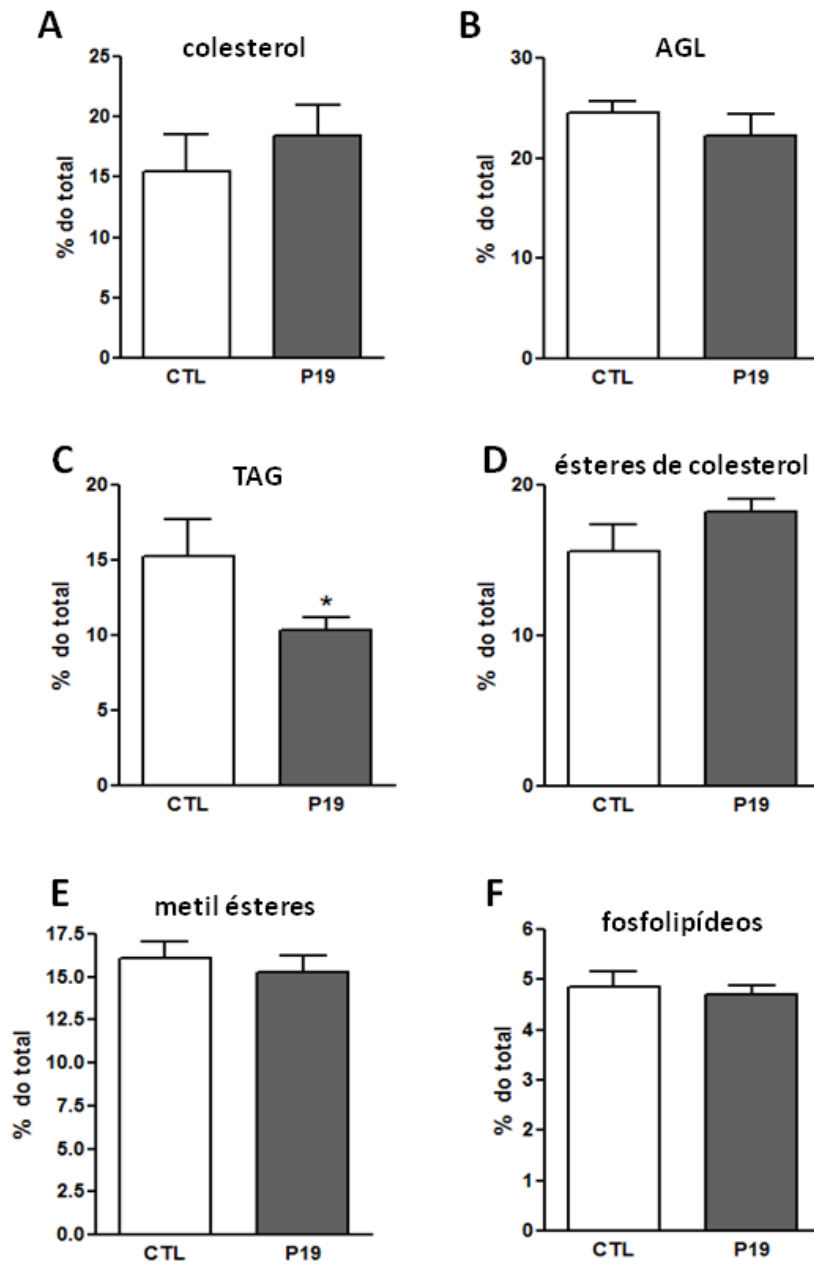 A
colesterol
% do total
25
20
15
10
5
0
CTL P19
B
AGL
% do total
30
20
10
0
CTL P19
C
TAG
% do total
20
15
10
5
0
*
CTL P19
D
ésteres de colesterol
% do total
20
10
0
CTL P19
E
metil ésteres
% do total
17.5
15.0
12.5
10.0
7.5
5.0
2.5
0.0
CTL P19
F
fosfolipídeos
% do total
6
5
4
3
2
1
0
CTL P19